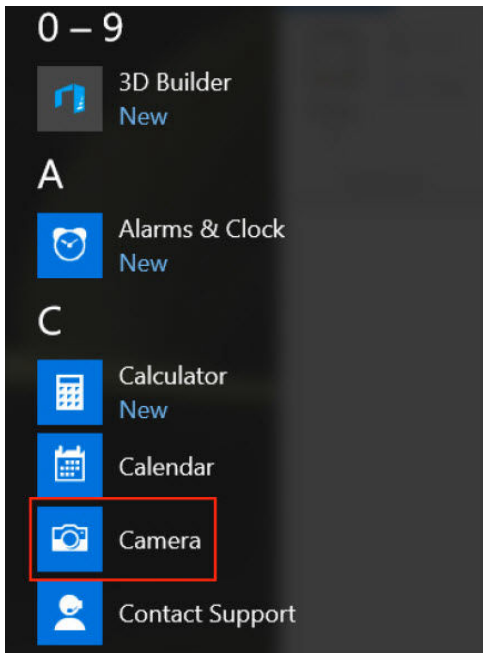 0 – 9
3D Builder
New
A
Alarms & Clock
New
C
Calculator
New
Calendar
Camera
Contact Support